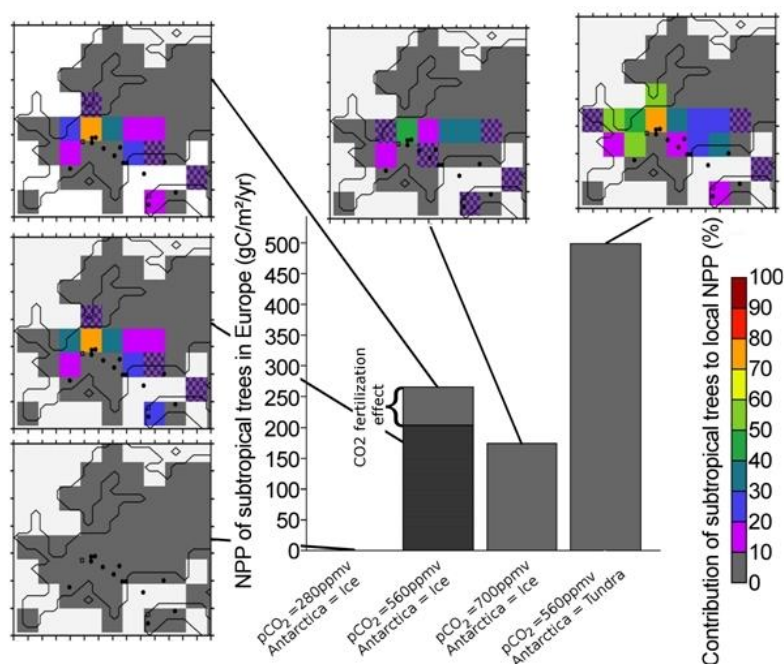 NPP of subtropical trees in Europe (gC/m²/yr)
500
450
400
350
300
250
200
150
100
50
0
CO2 fertilization
effect
pCO₂ =280ppmv
Antarctica = Ice
pCO₂ =560ppmv
Antarctica = Ice
pCO₂ =700ppmv
Antarctica = Ice
pCO₂ =560ppmv
Antarctica = Tundra
Contribution of subtropical trees to local NPP (%)
100
90
80
70
60
50
40
30
20
10
0